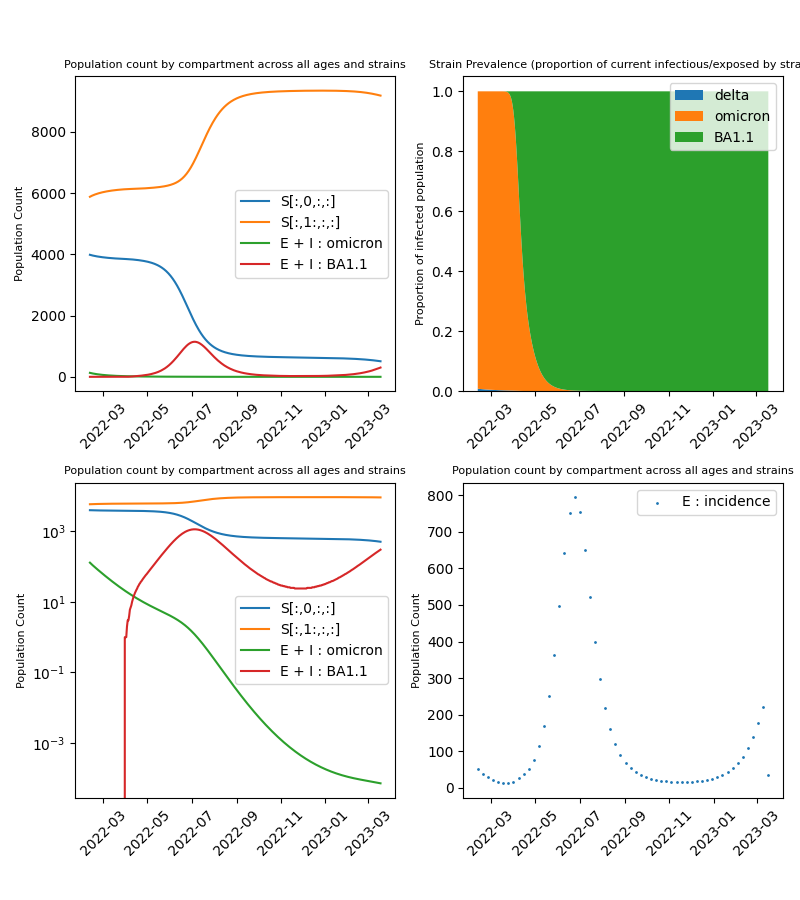 Population count by compartment across all ages and strains
Population Count
8000
6000
4000
2000
0
S[:,0,:,:]
S[:,1:,:,:]
E + I : omicron
E + I : BA1.1
2022-03
2022-05
2022-07
2022-09
2022-11
2023-01
2023-03
Strain Prevalence (proportion of current infectious/exposed by stra
Proportion of infected population
1.0
0.8
0.6
0.4
0.2
0.0
delta
omicron
BA1.1
2022-03
2022-05
2022-07
2022-09
2022-11
2023-01
2023-03
Population count by compartment across all ages and strains
Population Count
10³
10¹
10⁻¹
10⁻³
S[:,0,:,:]
S[:,1:,:,:]
E + I : omicron
E + I : BA1.1
2022-03
2022-05
2022-07
2022-09
2022-11
2023-01
2023-03
Population count by compartment across all ages and strains
Population Count
800
700
600
500
400
300
200
100
0
E : incidence
2022-03
2022-05
2022-07
2022-09
2022-11
2023-01
2023-03